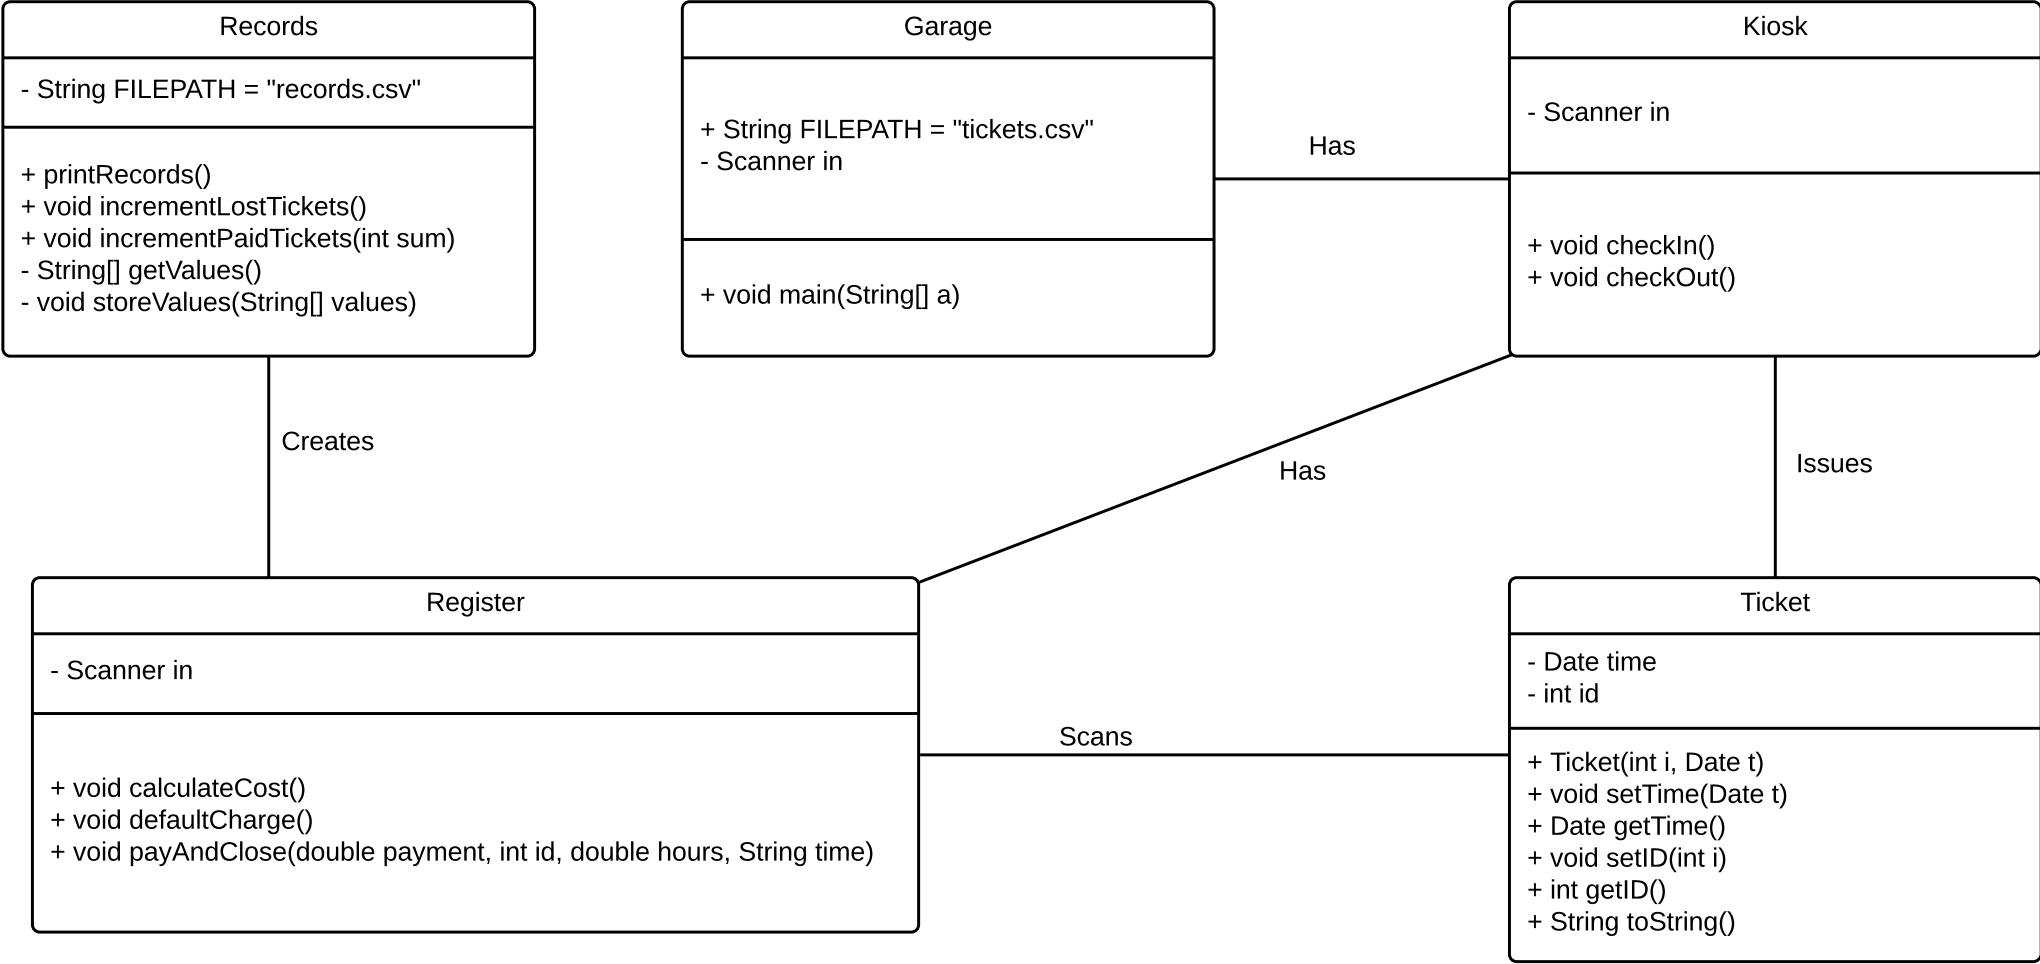 Records
- String FILEPATH = "records.csv"
+ printRecords()
+ void incrementLostTickets()
+ void incrementPaidTickets(int sum)
- String[] getValues()
- void storeValues(String[] values)
Garage
+ String FILEPATH = "tickets.csv"
- Scanner in
+ void main(String[] a)
Has
Kiosk
- Scanner in
+ void checkIn()
+ void checkOut()
Creates
Has
Issues
Register
- Scanner in
+ void calculateCost()
+ void defaultCharge()
+ void payAndClose(double payment, int id, double hours, String time)
Scans
Ticket
- Date time
- int id
+ Ticket(int i, Date t)
+ void setTime(Date t)
+ Date getTime()
+ void setID(int i)
+ int getID()
+ String toString()